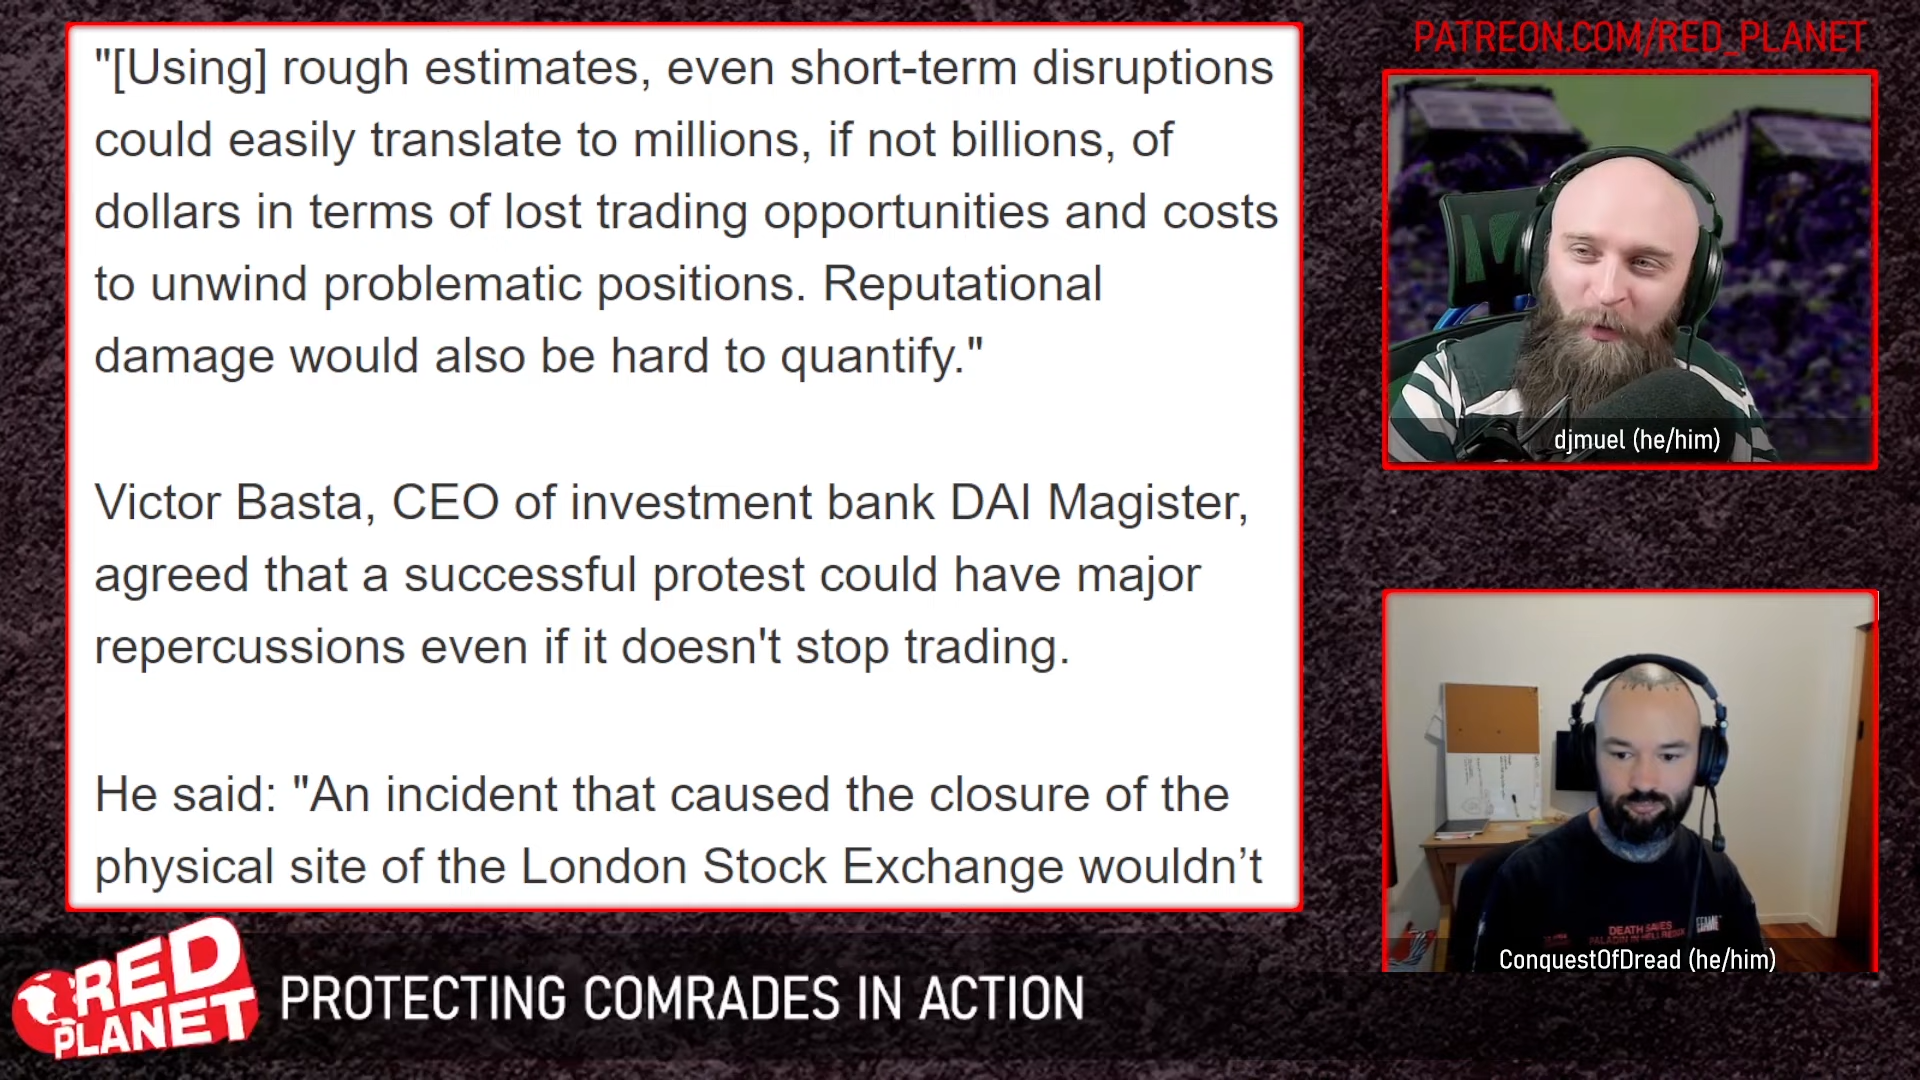 PATREON.COM/RED_PLANET
"[Using] rough estimates, even short-term disruptions
could easily translate to millions, if not billions, of
dollars in terms of lost trading opportunities and costs
to unwind problematic positions. Reputational
damage would also be hard to quantify."
Victor Basta, CEO of investment bank DAI Magister,
agreed that a successful protest could have major
repercussions even if it doesn't stop trading.
He said: "An incident that caused the closure of the
physical site of the London Stock Exchange wouldn’t
djmuel (he/him)
DEATH SAVES
ConquestOfDread (he/him)
RED
PLANET
PROTECTING COMRADES IN ACTION